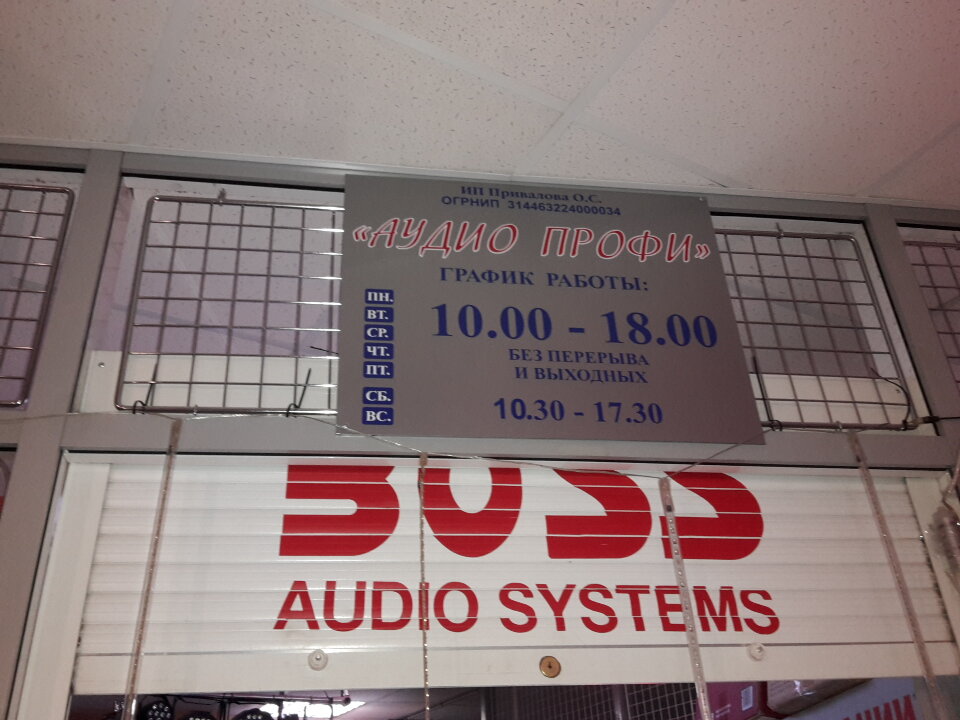 ИП Привалова О.С.
ОГРНИП 314463224000034
«АУДИО ПРОФИ»
ГРАФИК РАБОТЫ:
ПН.
ВТ.
СР.
ЧТ.
ПТ.
10.00 - 18.00
БЕЗ ПЕРЕРЫВА
И ВЫХОДНЫХ
СБ.
ВС.
10.30 - 17.30
BOSS
AUDIO SYSTEMS